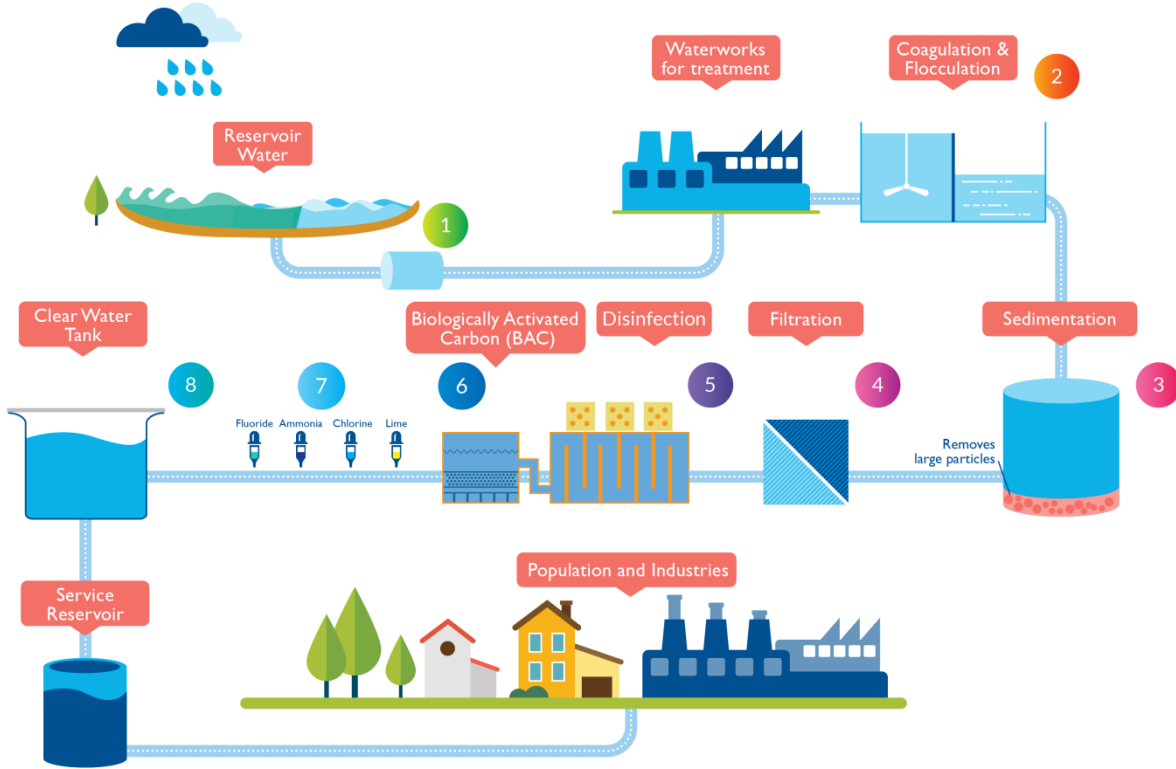 Reservoir
Water
1
Waterworks
for treatment
Coagulation &
Flocculation
2
Sedimentation
3
Removes
large particles
Filtration
4
Disinfection
5
Biologically Activated
Carbon (BAC)
6
7
Fluoride
Ammonia
Chlorine
Lime
Clear Water
Tank
8
Service
Reservoir
Population and Industries